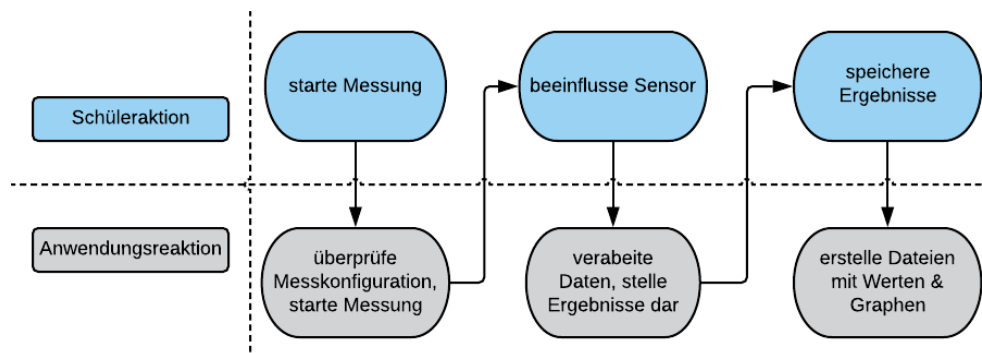 Schüleraktion
starte Messung
beeinflusse Sensor
speichere
Ergebnisse
Anwendungsreaktion
überprüfe
Messkonfiguration,
starte Messung
verabeite
Daten, stelle
Ergebnisse dar
erstelle Dateien
mit Werten &
Graphen